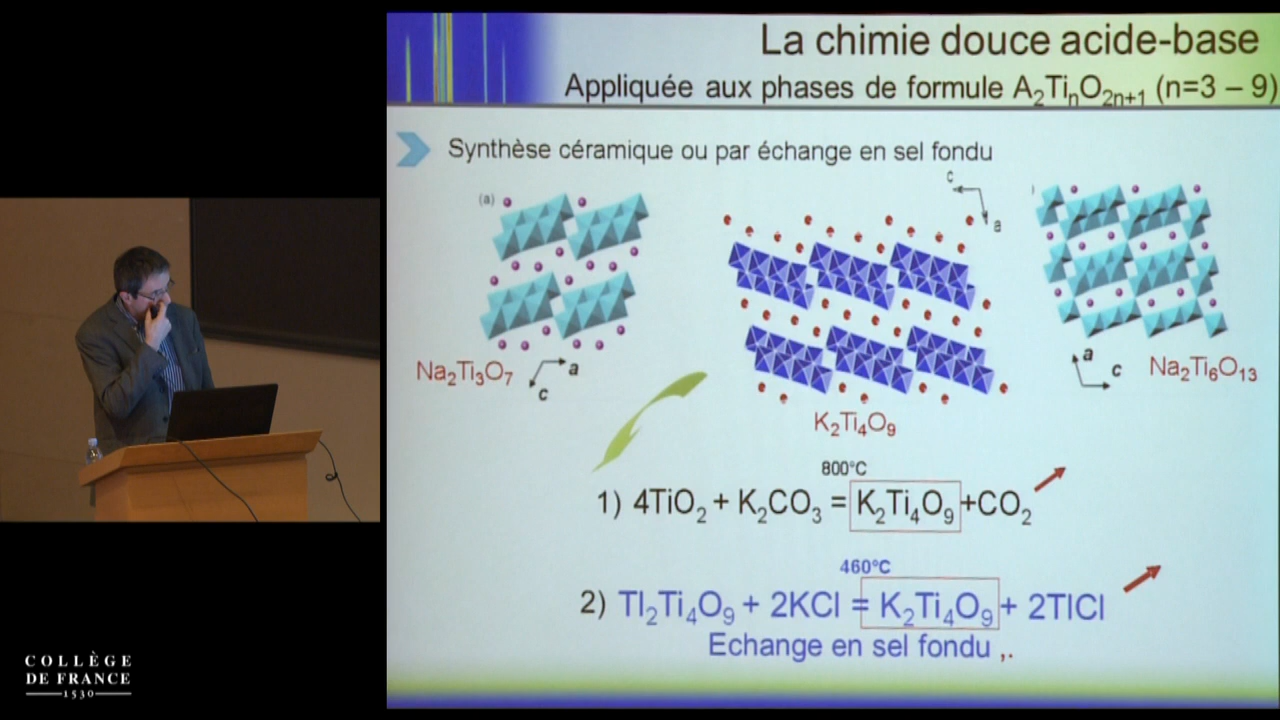 La chimie douce acide-base
Appliquée aux phases de formule A₂TiₙO₂ₙ₊₁ (n=3 – 9)
Synthèse céramique ou par échange en sel fondu
(a)
c
a
Na₂Ti₃O₇
a
c
K₂Ti₄O₉
a
c
Na₂Ti₆O₁₃
800°C
1) 4TiO₂ + K₂CO₃ = K₂Ti₄O₉ +CO₂
460°C
2) Tl₂Ti₄O₉ + 2KCl = K₂Ti₄O₉ + 2TlCl
Echange en sel fondu ,.
COLLÈGE
DE FRANCE
1530